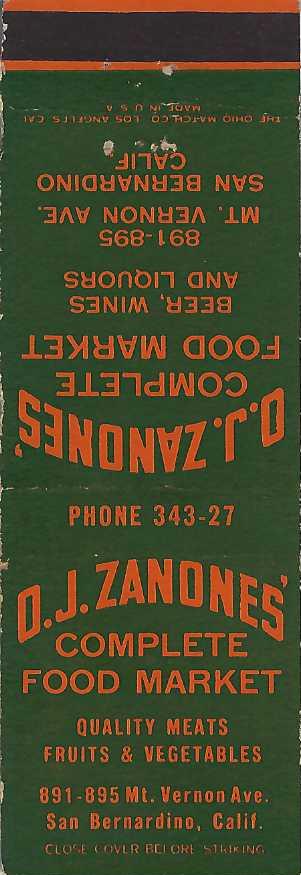 THE OHIO MATCH CO. LOS ANGELES CAL
MADE IN U S A
O.J. ZANONES'
COMPLETE
FOOD MARKET
BEER, WINES
AND LIQUORS
891-895
MT. VERNON AVE.
SAN BERNARDINO
CALIF.
PHONE 343-27
O.J. ZANONES'
COMPLETE
FOOD MARKET
QUALITY MEATS
FRUITS & VEGETABLES
891-895 Mt. Vernon Ave.
San Bernardino, Calif.
CLOSE COVER BEFORE STRIKING